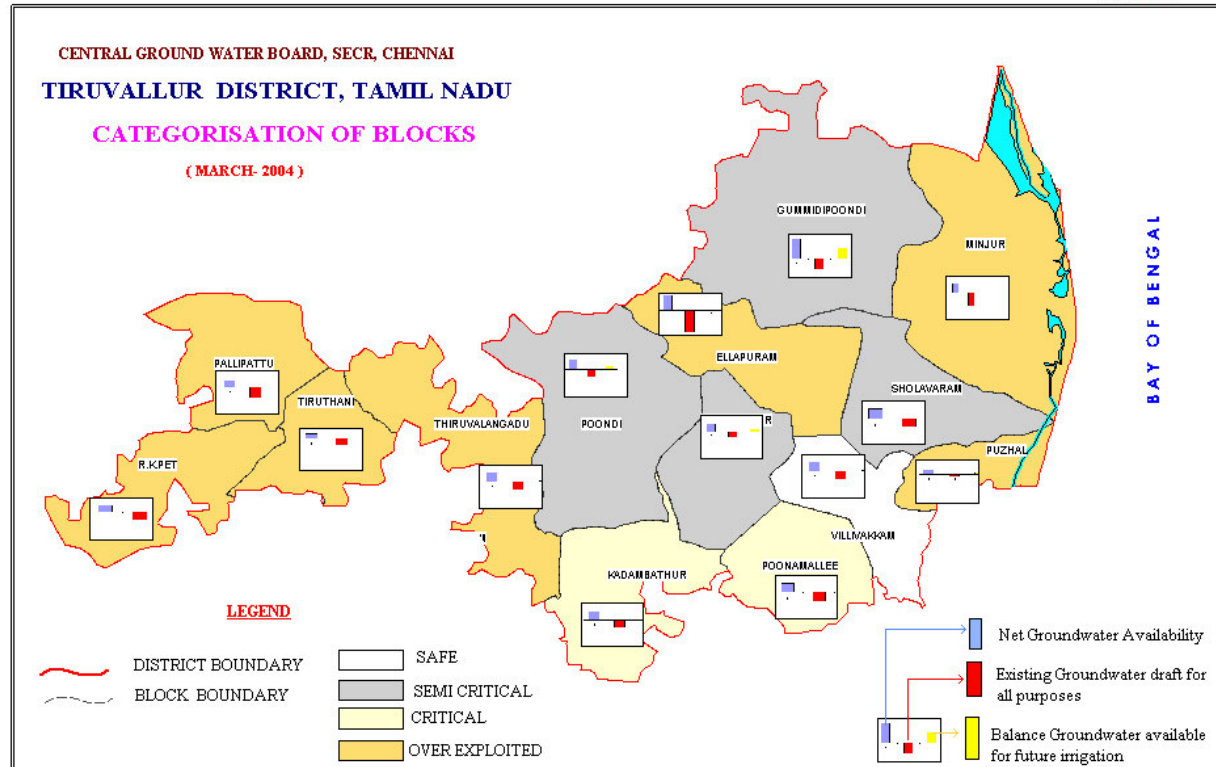 CENTRAL GROUND WATER BOARD, SECR, CHENNAI
TIRUVALLUR DISTRICT, TAMIL NADU
CATEGORISATION OF BLOCKS
( MARCH- 2004 )
GUMMIDIPOONDI
MINJUR
BAY OF BENGAL
ELLAPURAM
PALLIPATTU
SHOLAVARAM
TIRUTHANI
THIRUVALANGADU
POONDI
R
PUZHAL
R.K.PET
VILLIVAKKAM
POONAMALLEE
KADAMBATHUR
LEGEND
DISTRICT BOUNDARY
BLOCK BOUNDARY
SAFE
SEMI CRITICAL
CRITICAL
OVER EXPLOITED
Net Groundwater Availability
Existing Groundwater draft for
all purposes
Balance Groundwater available
for future irrigation